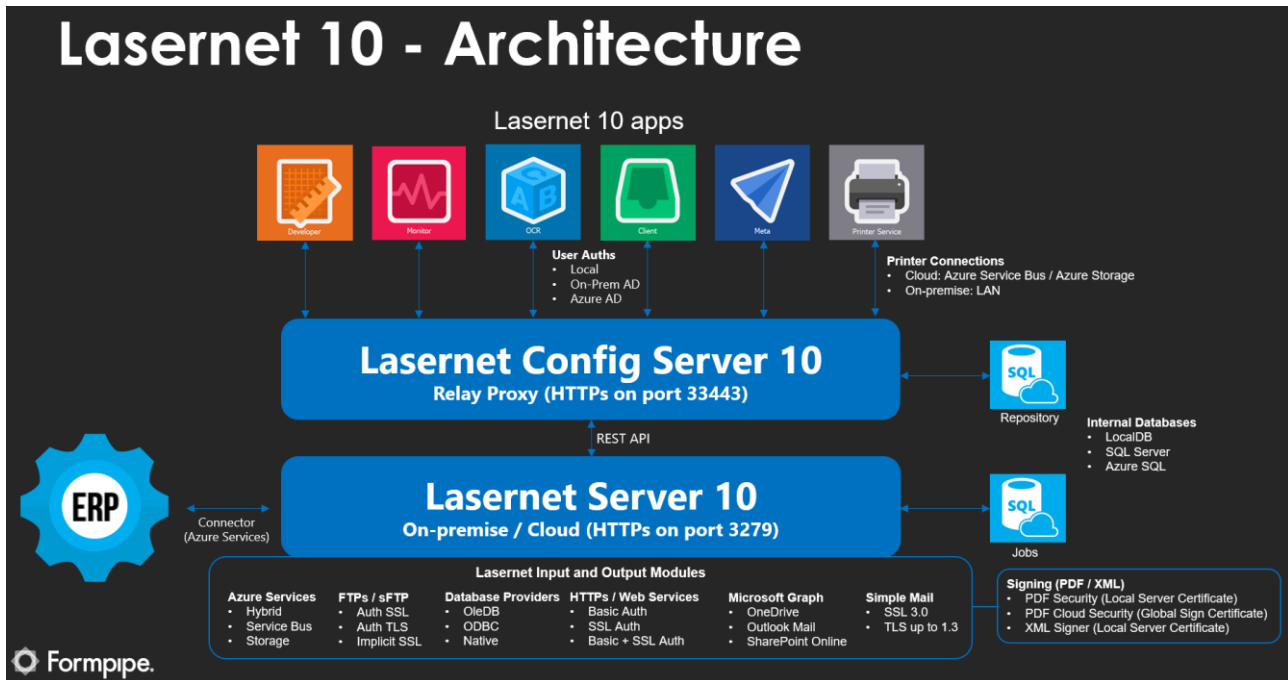 Lasernet 10 - Architecture
Lasernet 10 apps
Developer
Monitor
OCR
Client
Meta
Printer Service
User Auths
• Local
• On-Prem AD
• Azure AD
Printer Connections
• Cloud: Azure Service Bus / Azure Storage
• On-premise: LAN
Lasernet Config Server 10
Relay Proxy (HTTPs on port 33443)
SQL
Repository
REST API
Internal Databases
• LocalDB
• SQL Server
• Azure SQL
ERP
Connector
(Azure Services)
Lasernet Server 10
On-premise / Cloud (HTTPs on port 3279)
SQL
Jobs
Lasernet Input and Output Modules
Azure Services
• Hybrid
• Service Bus
• Storage
FTPs / sFTP
• Auth SSL
• Auth TLS
• Implicit SSL
Database Providers
• OleDB
• ODBC
• Native
HTTPs / Web Services
• Basic Auth
• SSL Auth
• Basic + SSL Auth
Microsoft Graph
• OneDrive
• Outlook Mail
• SharePoint Online
Simple Mail
• SSL 3.0
• TLS up to 1.3
Signing (PDF / XML)
• PDF Security (Local Server Certificate)
• PDF Cloud Security (Global Sign Certificate)
• XML Signer (Local Server Certificate)
Formpipe.